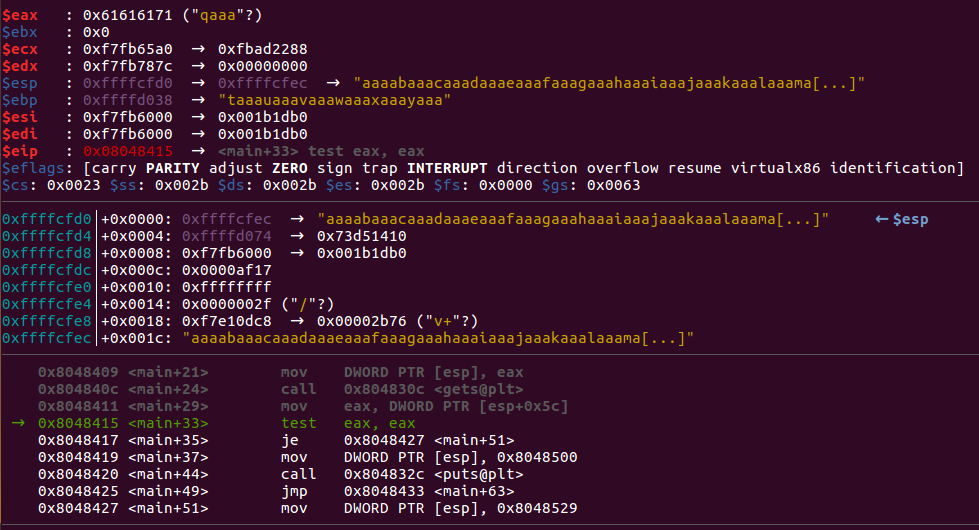 $eax   : 0x61616171 ("qaaa"?)
$ebx   : 0x0
$ecx   : 0xf7fb65a0  →  0xfbad2288
$edx   : 0xf7fb787c  →  0x00000000
$esp   : 0xffffcfd0  →  0xffffcfec  →  "aaaabaaacaaadaaaeaaafaaagaaahaaaiaaajaaakaaalaaama[...]"
$ebp   : 0xffffd038  →  "taaauaaavaaawaaaxaaayaaa"
$esi   : 0xf7fb6000  →  0x001b1db0
$edi   : 0xf7fb6000  →  0x001b1db0
$eip   : 0x08048415  →  <main+33> test eax, eax
$eflags: [carry PARITY adjust ZERO sign trap INTERRUPT direction overflow resume virtualx86 identification]
$cs: 0x0023 $ss: 0x002b $ds: 0x002b $es: 0x002b $fs: 0x0000 $gs: 0x0063
0xffffcfd0│+0x0000: 0xffffcfec  →  "aaaabaaacaaadaaaeaaafaaagaaahaaaiaaajaaakaaalaaama[...]"     ←$esp
0xffffcfd4│+0x0004: 0xffffd074  →  0x73d51410
0xffffcfd8│+0x0008: 0xf7fb6000  →  0x001b1db0
0xffffcfdc│+0x000c: 0x0000af17
0xffffcfe0│+0x0010: 0xffffffff
0xffffcfe4│+0x0014: 0x0000002f ("/"?)
0xffffcfe8│+0x0018: 0xf7e10dc8  →  0x00002b76 ("v+"?)
0xffffcfec│+0x001c: "aaaabaaacaaadaaaeaaafaaagaaahaaaiaaajaaakaaalaaama[...]"
0x8048409 <main+21>        mov    DWORD PTR [esp], eax
0x804840c <main+24>        call   0x804830c <gets@plt>
0x8048411 <main+29>        mov    eax, DWORD PTR [esp+0x5c]
→ 0x8048415 <main+33>        test   eax, eax
0x8048417 <main+35>        je     0x8048427 <main+51>
0x8048419 <main+37>        mov    DWORD PTR [esp], 0x8048500
0x8048420 <main+44>        call   0x804832c <puts@plt>
0x8048425 <main+49>        jmp    0x8048433 <main+63>
0x8048427 <main+51>        mov    DWORD PTR [esp], 0x8048529